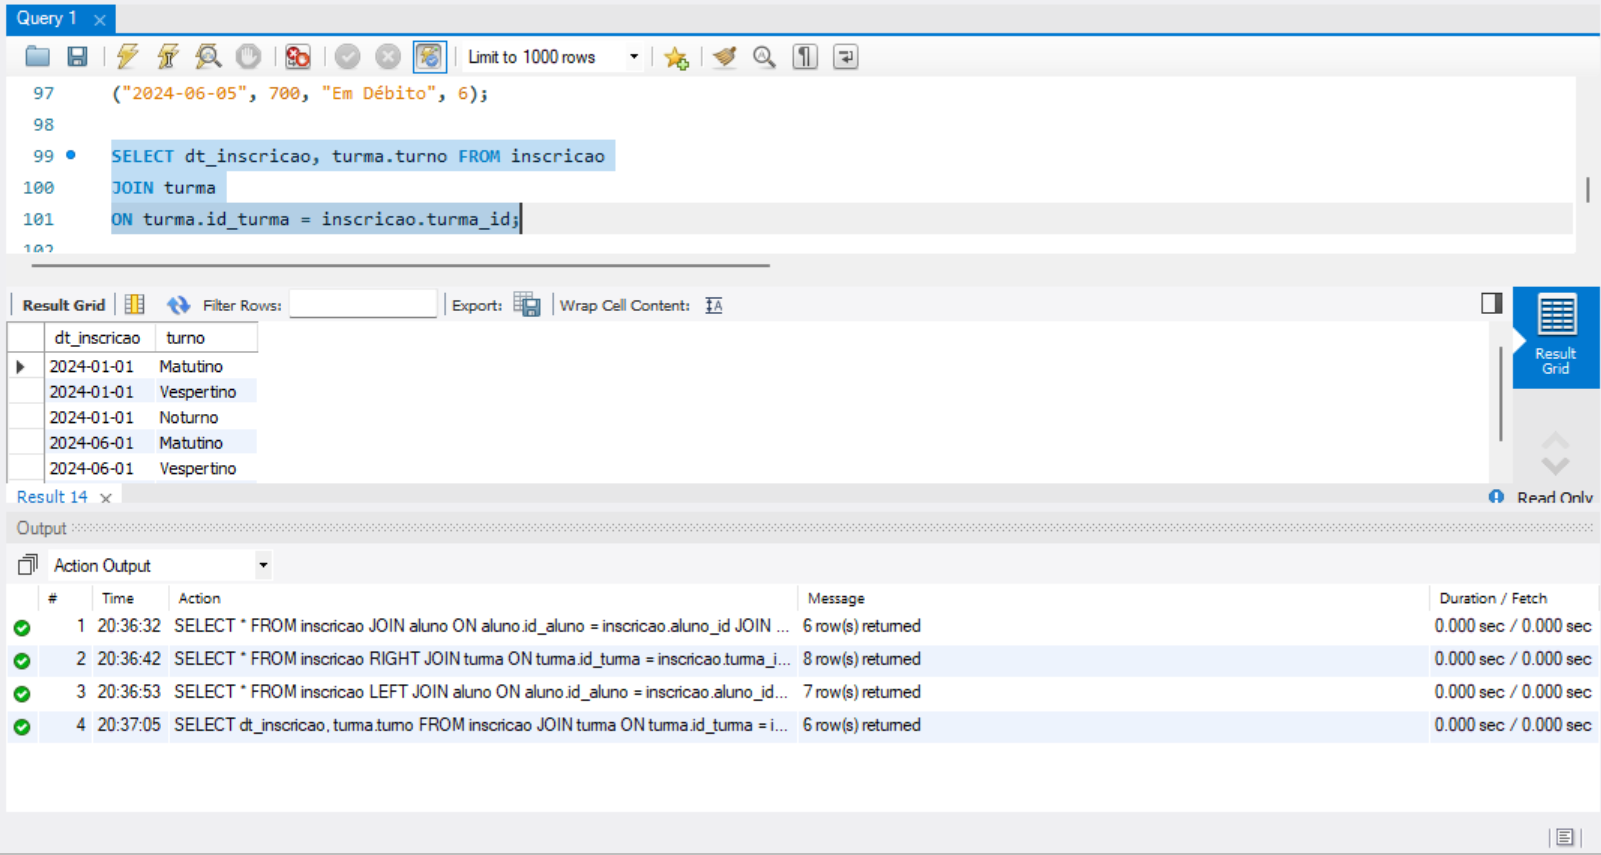 Query 1
Limit to 1000 rows
97 ("2024-06-05", 700, "Em Débito", 6);
98
99 SELECT dt_inscricao, turma.turno FROM inscricao
100 JOIN turma
101 ON turma.id_turma = inscricao.turma_id;
102
Result Grid Filter Rows: Export: Wrap Cell Content:
Result Grid
dt_inscricao turno
2024-01-01 Matutino
2024-01-01 Vespertino
2024-01-01 Noturno
2024-06-01 Matutino
2024-06-01 Vespertino
Result 14 Read Only
Output
Action Output
# Time Action Message Duration / Fetch
1 20:36:32 SELECT * FROM inscricao JOIN aluno ON aluno.id_aluno = inscricao.aluno_id JOIN ... 6 row(s) returned 0.000 sec / 0.000 sec
2 20:36:42 SELECT * FROM inscricao RIGHT JOIN turma ON turma.id_turma = inscricao.turma_i... 8 row(s) returned 0.000 sec / 0.000 sec
3 20:36:53 SELECT * FROM inscricao LEFT JOIN aluno ON aluno.id_aluno = inscricao.aluno_id... 7 row(s) returned 0.000 sec / 0.000 sec
4 20:37:05 SELECT dt_inscricao, turma.turno FROM inscricao JOIN turma ON turma.id_turma = i... 6 row(s) returned 0.000 sec / 0.000 sec